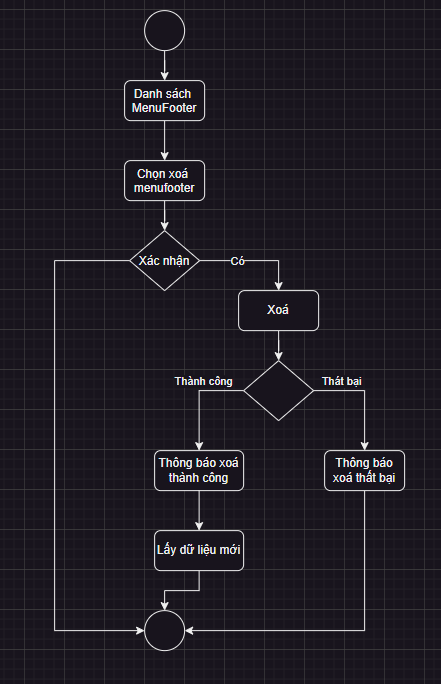 Danh sách
MenuFooter
Chọn xoá
menufooter
Xác nhận
Có
Xoá
Thành công
Thát bại
Thông báo xoá
thành công
Thông báo
xoá thất bại
Lấy dữ liệu mới